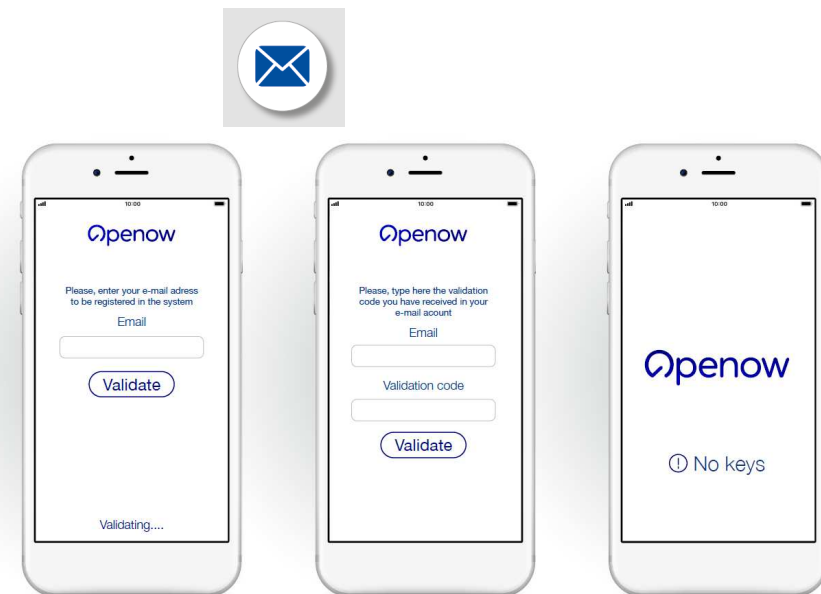 10:00
Openow
Please, enter your e-mail adress
to be registered in the system
Email
Validate
Validating....
10:00
Openow
Please, type here the validation
code you have received in your
e-mail acount
Email
Validation code
Validate
10:00
Openow
No keys